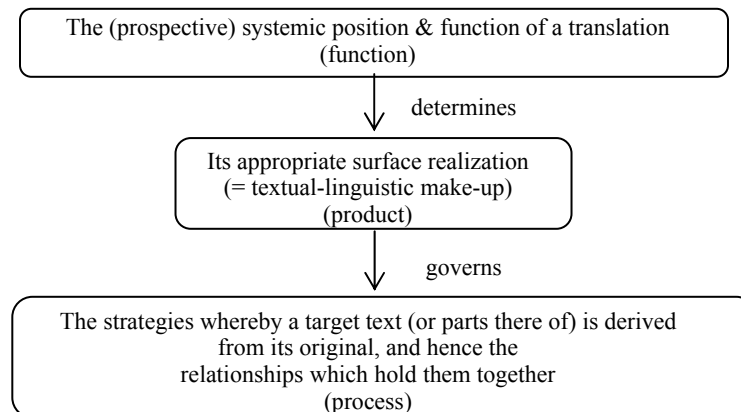 The (prospective) systemic position & function of a translation
(function)
determines
Its appropriate surface realization
(= textual-linguistic make-up)
(product)
governs
The strategies whereby a target text (or parts there of) is derived
from its original, and hence the
relationships which hold them together
(process)